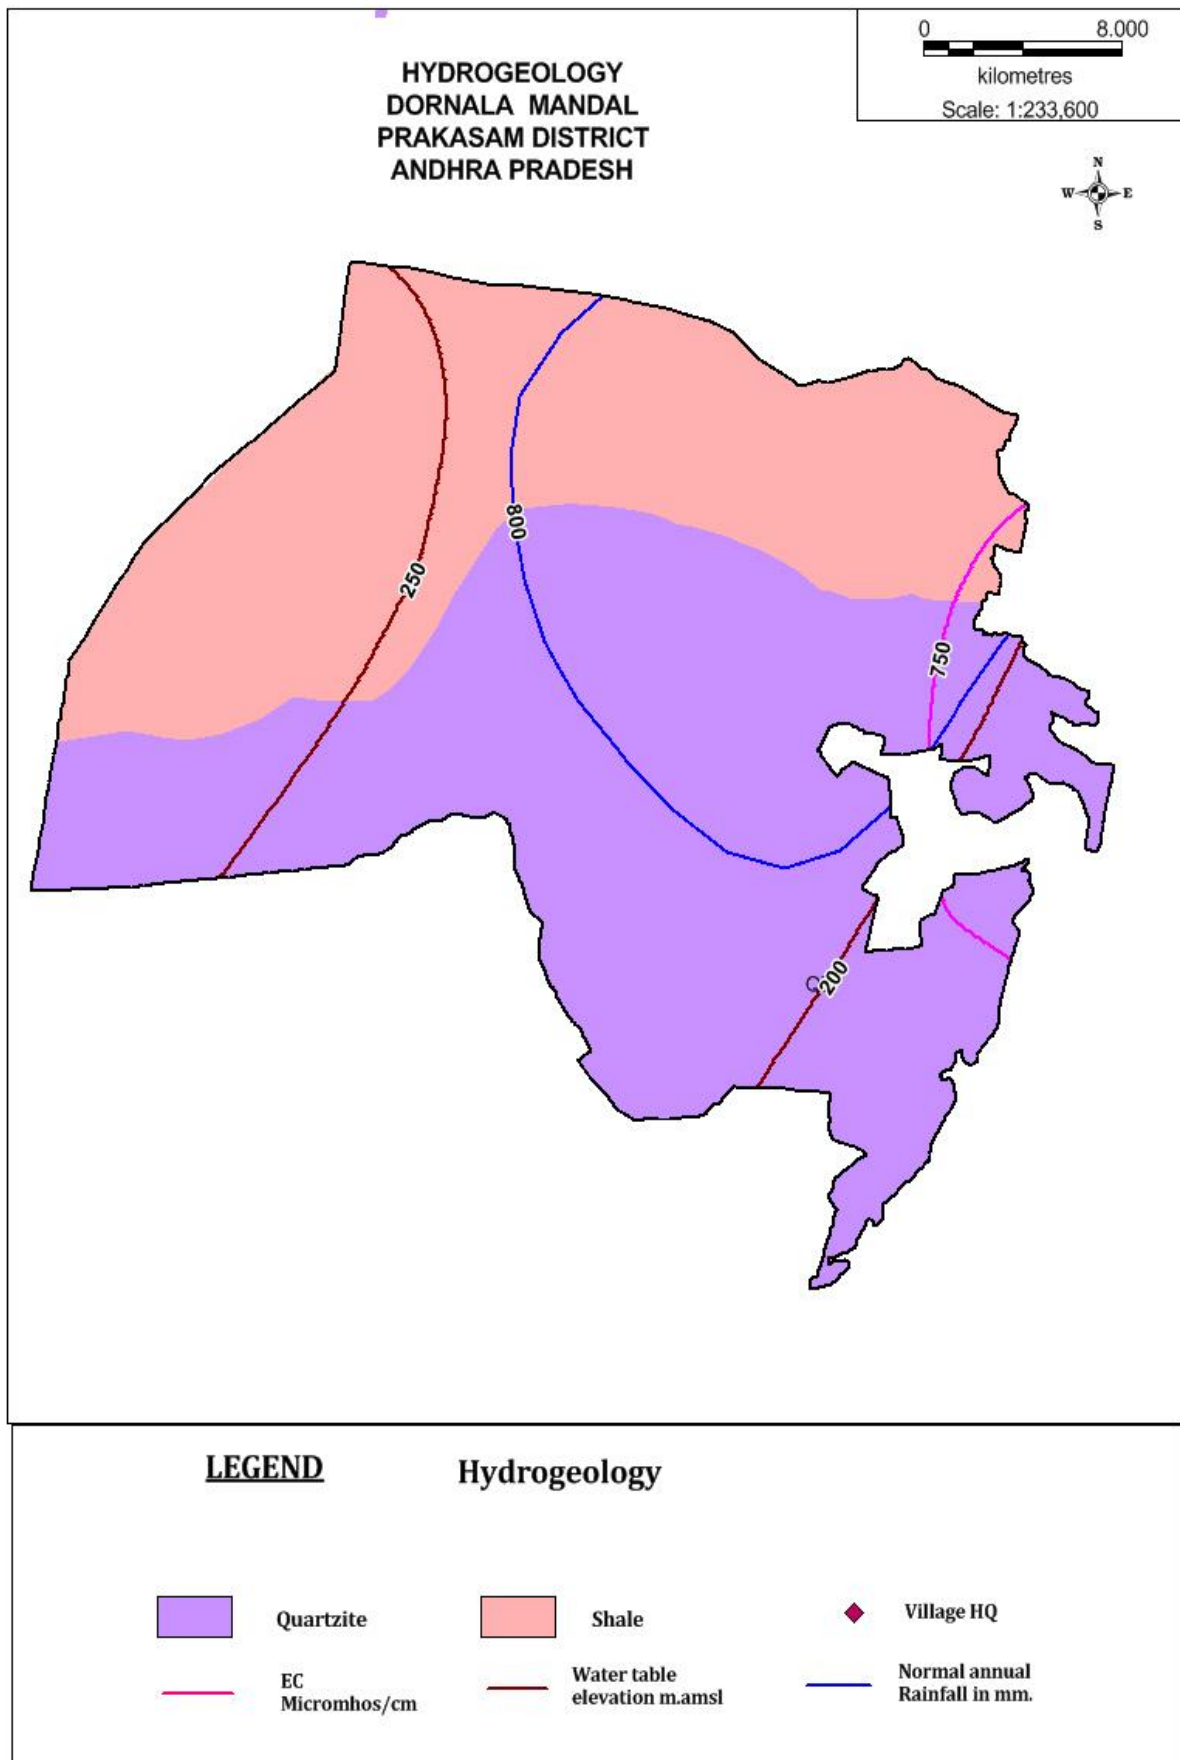 0 8.000
kilometres
Scale: 1:233,600
HYDROGEOLOGY
DORNALA MANDAL
PRAKASAM DISTRICT
ANDHRA PRADESH
N
W E
S
800
250
750
200
LEGEND Hydrogeology
Quartzite Shale Village HQ
EC
Micromhos/cm
Water table
elevation m.amsl
Normal annual
Rainfall in mm.